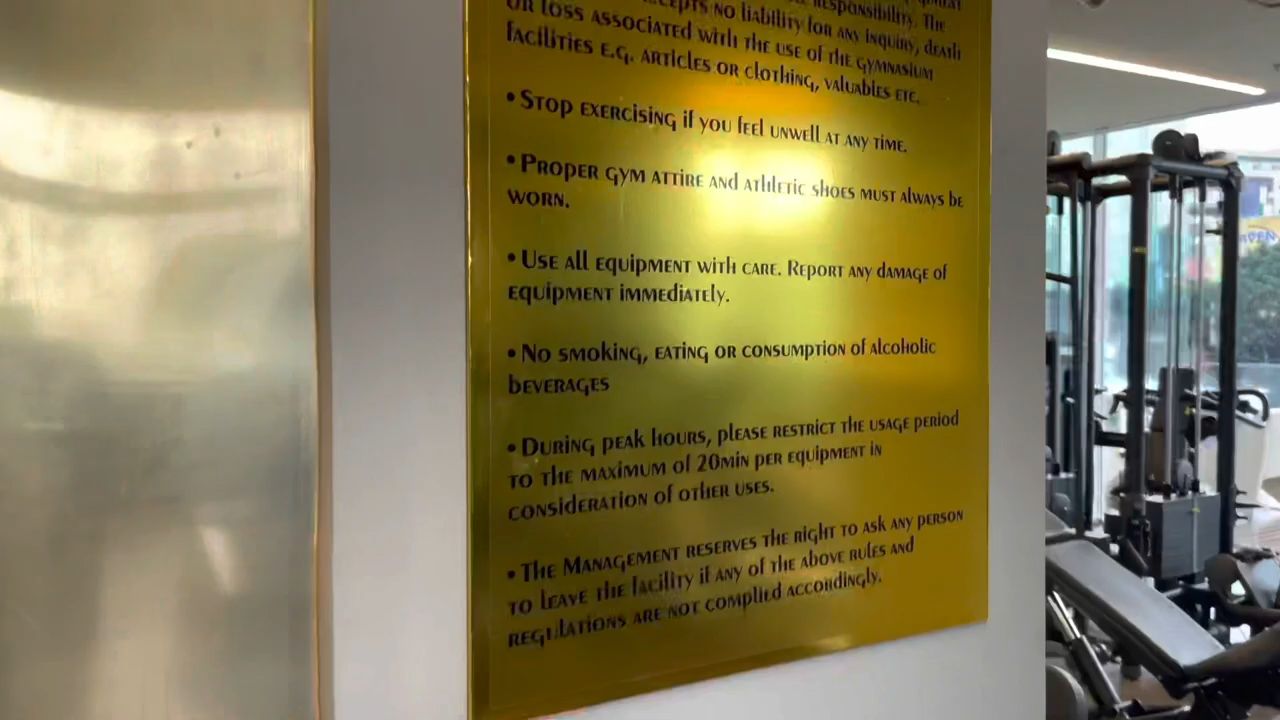 RESPONSIBILITY. THE
ACCEPTS NO LIABILITY FOR ANY INQUIRY, DEATH
OR LOSS ASSOCIATED WITH THE USE OF THE GYMNASIUM
FACILITIES E.G. ARTICLES OR CLOTHING, VALUABLES ETC.
• STOP EXERCISING IF YOU FEEL UNWELL AT ANY TIME.
• PROPER GYM ATTIRE AND ATHLETIC SHOES MUST ALWAYS BE
WORN.
• USE ALL EQUIPMENT WITH CARE. REPORT ANY DAMAGE OF
EQUIPMENT IMMEDIATELY.
• NO SMOKING, EATING OR CONSUMPTION OF ALCOHOLIC
BEVERAGES
• DURING PEAK HOURS, PLEASE RESTRICT THE USAGE PERIOD
TO THE MAXIMUM OF 20MIN PER EQUIPMENT IN
CONSIDERATION OF OTHER USES.
• THE MANAGEMENT RESERVES THE RIGHT TO ASK ANY PERSON
TO LEAVE THE FACILITY IF ANY OF THE ABOVE RULES AND
REGULATIONS ARE NOT COMPLIED ACCORDINGLY.